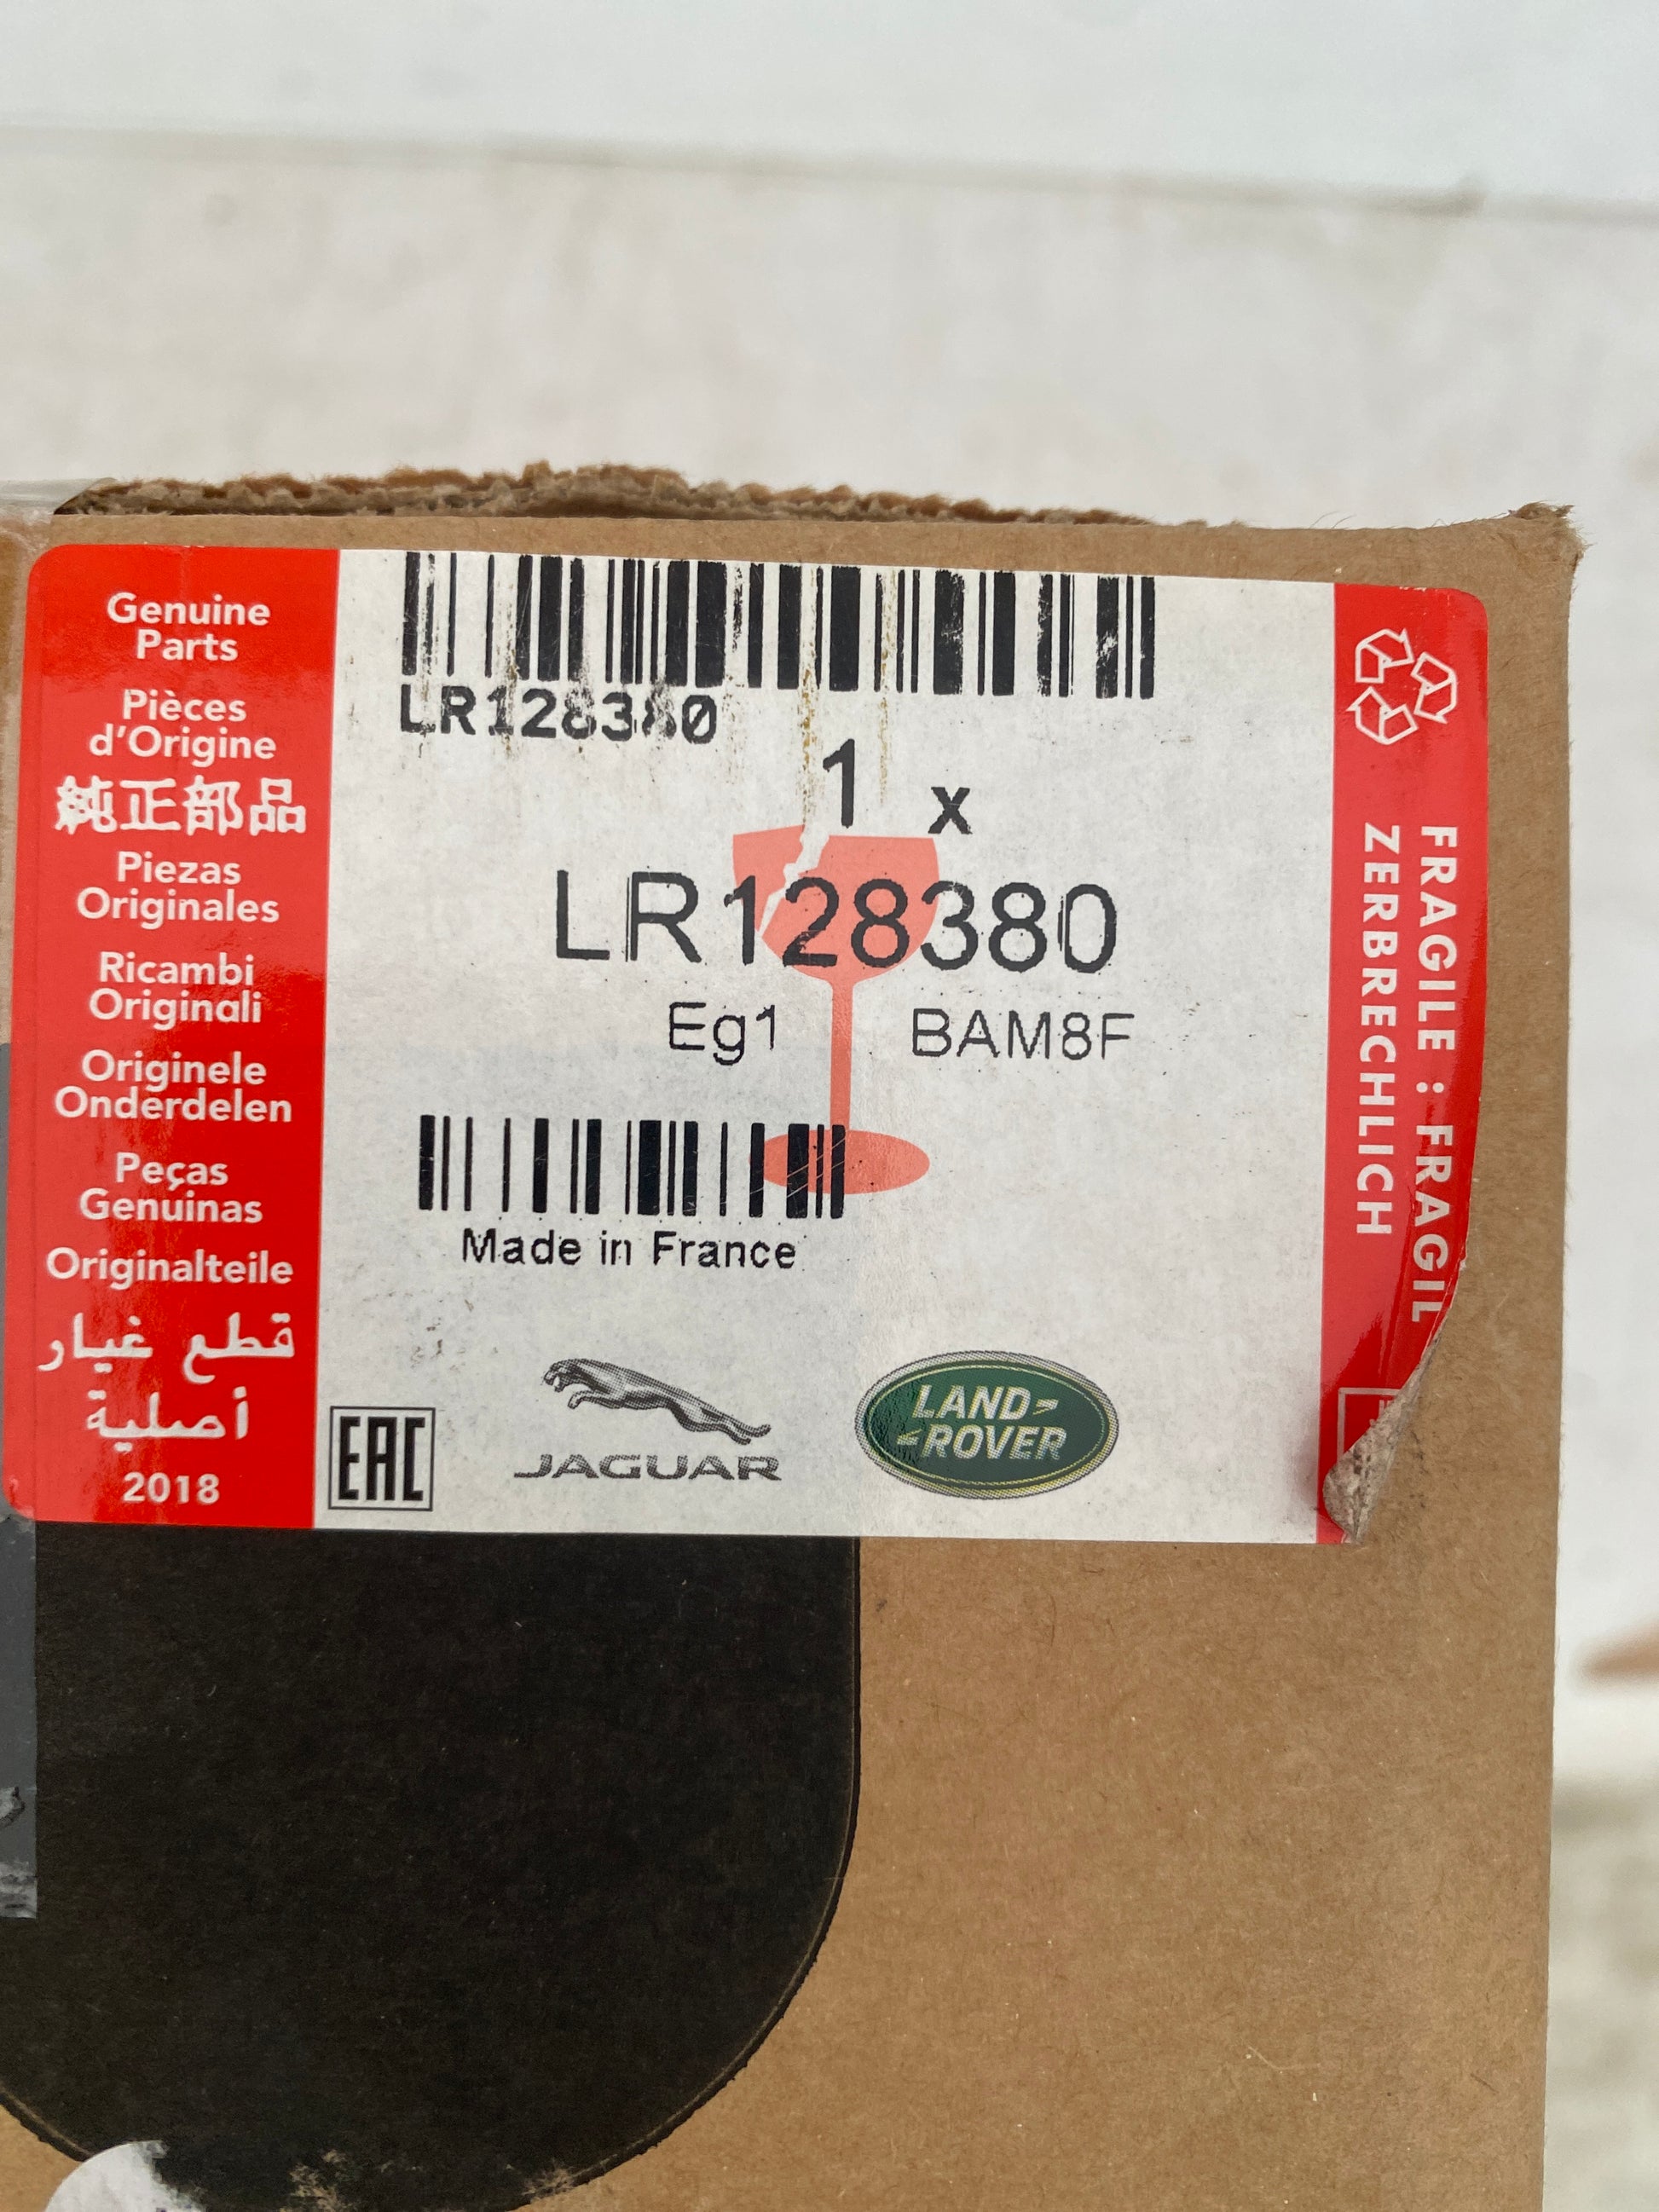 Genuine
Parts
Pièces
d'Origine
純正部品
Piezas
Originales
Ricambi
Originali
Originele
Onderdelen
Peças
Genuinas
Originalteile
قطع غيار
أصلية
2018
LR128380
1 x
LR128380
Eg1 BAM8F
Made in France
EAC
JAGUAR
LAND-
ROVER
FRAGILE : FRAGIL
ZERBRECHLICH